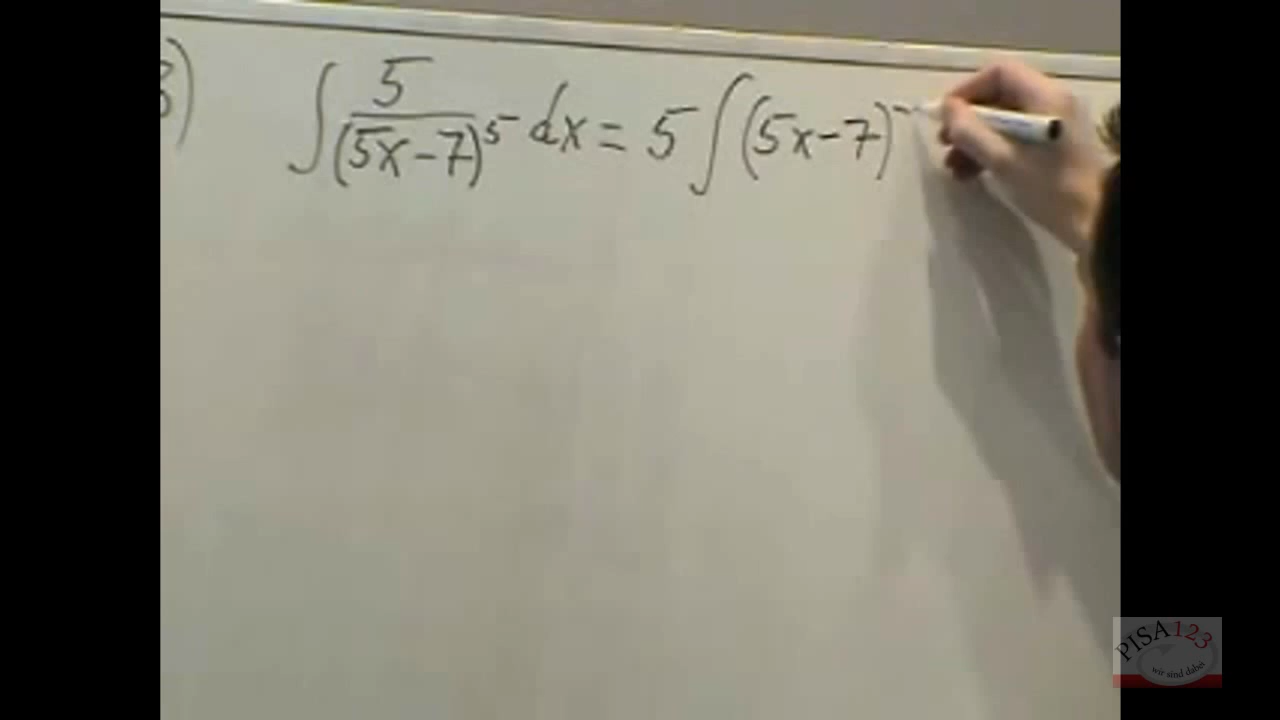 3) ∫ 5/(5x-7)^5 dx = 5 ∫ (5x-7)^-
PISA123
wir sind dabei